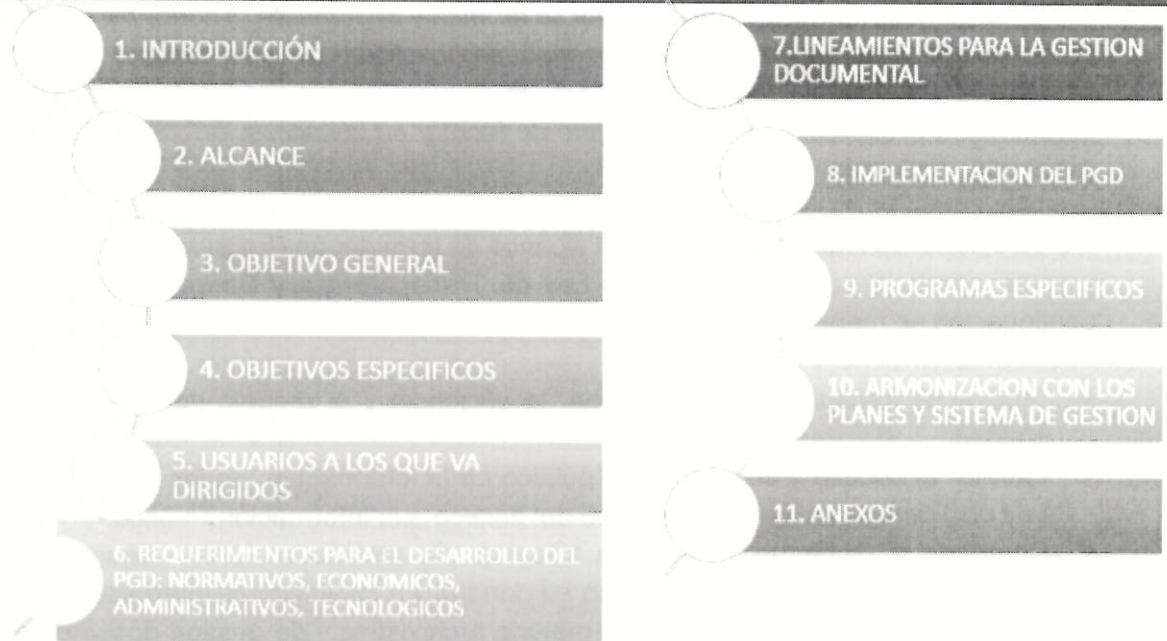 1. INTRODUCCIÓN
2. ALCANCE
3. OBJETIVO GENERAL
4. OBJETIVOS ESPECIFICOS
5. USUARIOS A LOS QUE VA
DIRIGIDOS
6. REQUERIMIENTOS PARA EL DESARROLLO DEL
PGD: NORMATIVOS, ECONOMICOS,
ADMINISTRATIVOS, TECNOLOGICOS
7.LINEAMIENTOS PARA LA GESTION
DOCUMENTAL
8. IMPLEMENTACION DEL PGD
9. PROGRAMAS ESPECIFICOS
10. ARMONIZACION CON LOS
PLANES Y SISTEMA DE GESTION
11. ANEXOS